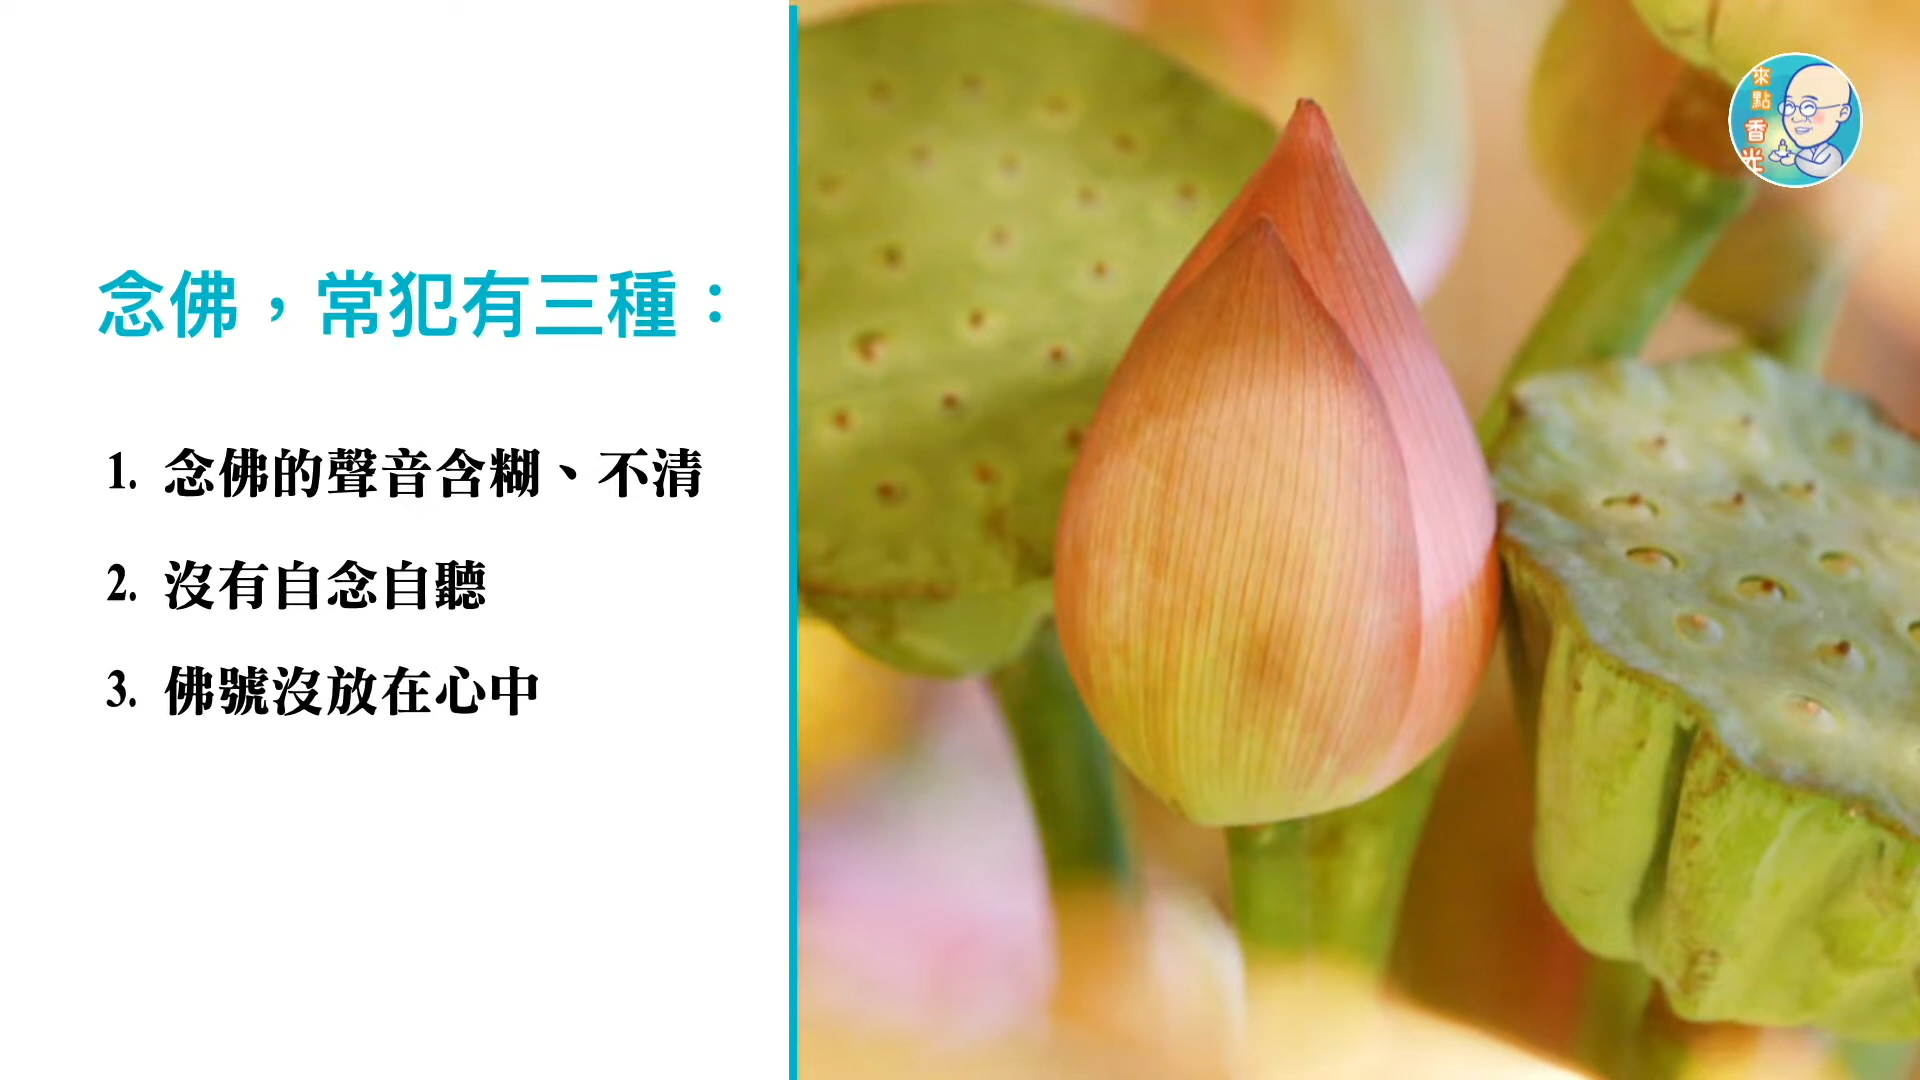 念佛，常犯有三種：
1. 念佛的聲音含糊、不清
2. 沒有自念自聽
3. 佛號沒放在心中
來點
香光